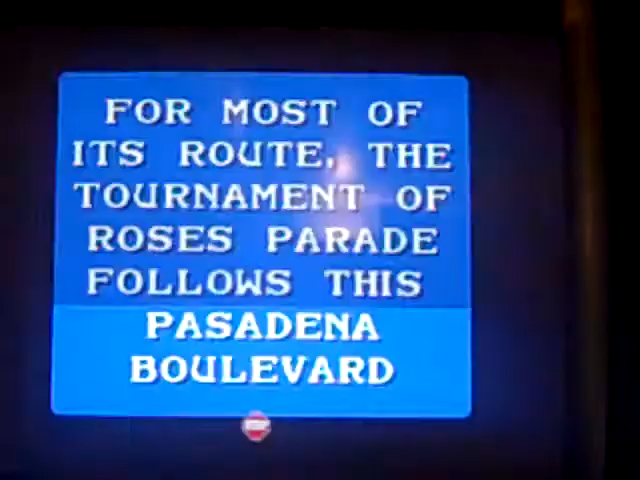 FOR MOST OF
ITS ROUTE, THE
TOURNAMENT OF
ROSES PARADE
FOLLOWS THIS
PASADENA
BOULEVARD